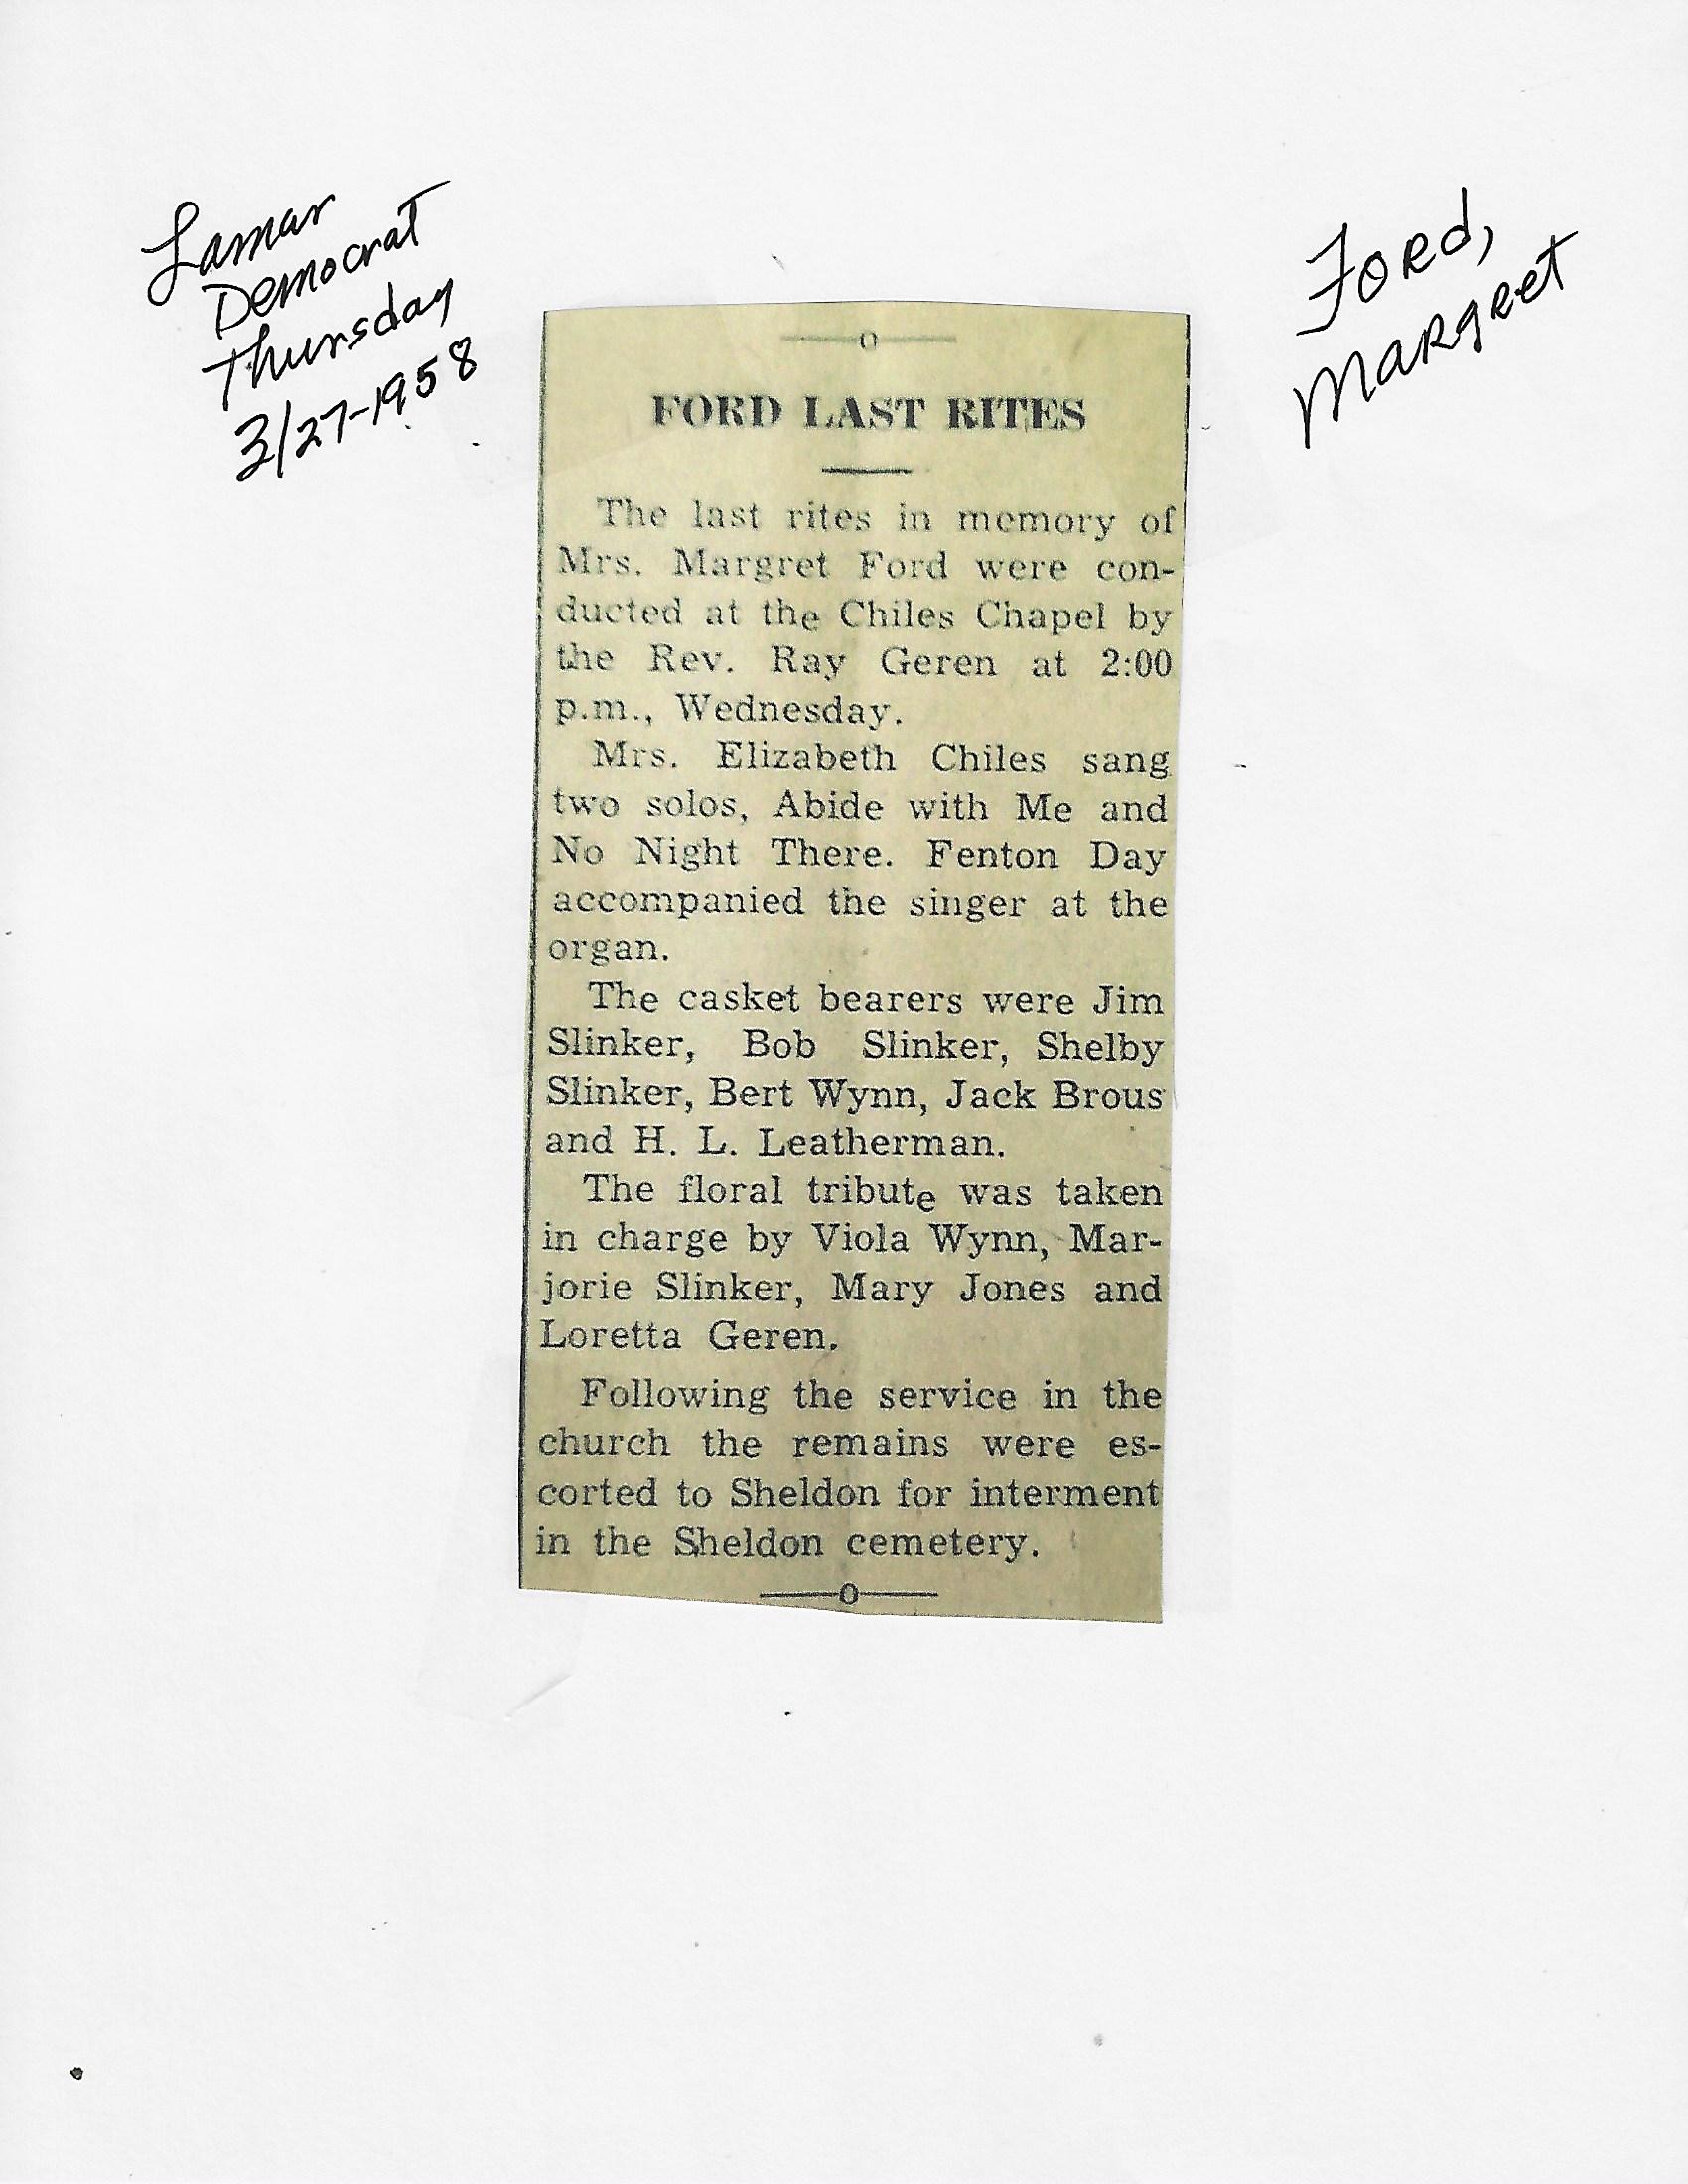 Lamar
Democrat
Thursday
3/27-1958
Ford,
Margreet
FORD LAST RITES
The last rites in memory of
Mrs. Margret Ford were con-
ducted at the Chiles Chapel by
the Rev. Ray Geren at 2:00
p.m., Wednesday.
Mrs. Elizabeth Chiles sang
two solos, Abide with Me and
No Night There. Fenton Day
accompanied the singer at the
organ.
The casket bearers were Jim
Slinker, Bob Slinker, Shelby
Slinker, Bert Wynn, Jack Brous
and H. L. Leatherman.
The floral tribute was taken
in charge by Viola Wynn, Mar-
jorie Slinker, Mary Jones and
Loretta Geren.
Following the service in the
church the remains were es-
corted to Sheldon for interment
in the Sheldon cemetery.